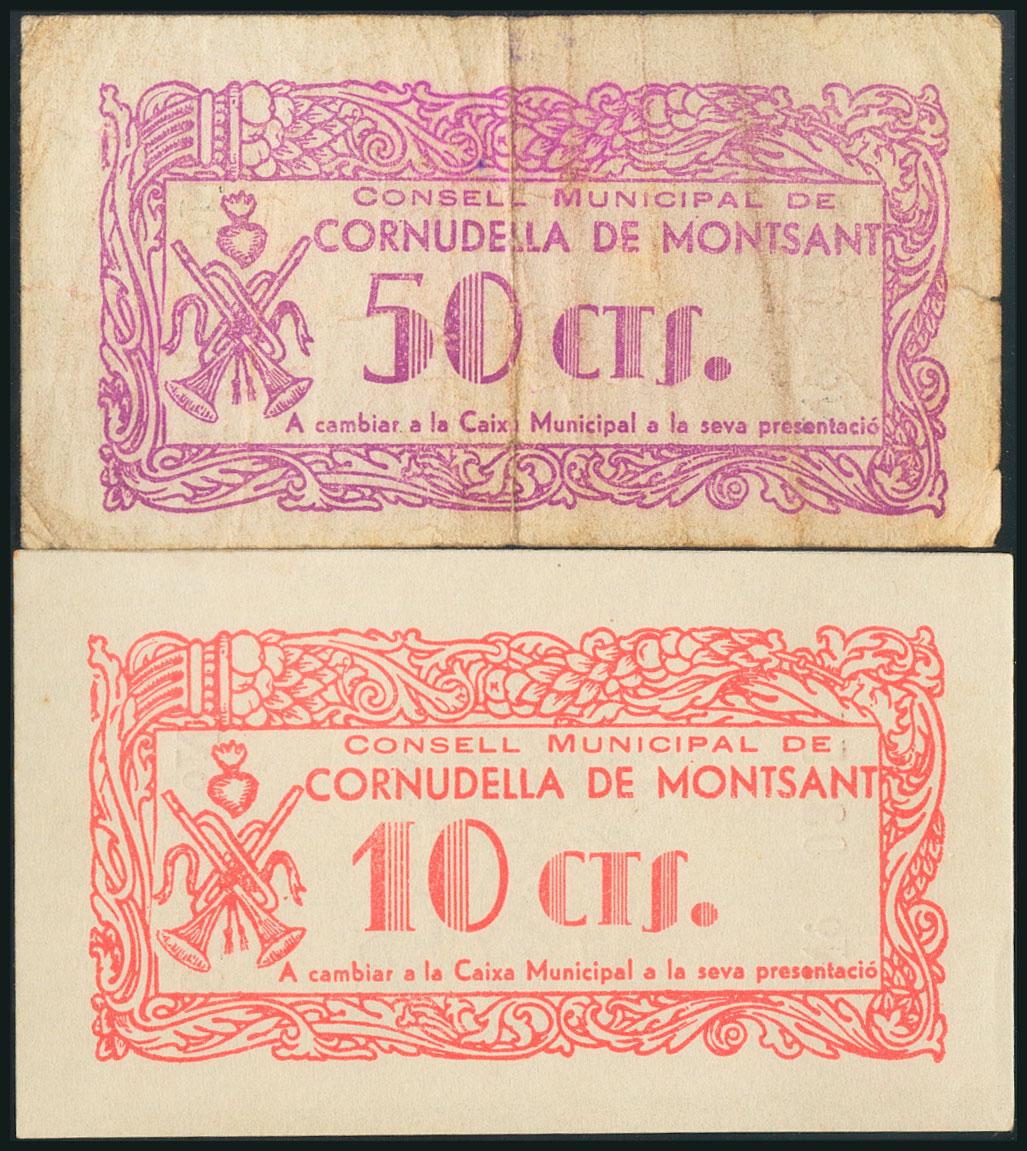 CONSELL MUNICIPAL DE
CORNUDELLA DE MONTSANT
50 CTS.
A cambiar a la Caixa Municipal a la seva presentació
CONSELL MUNICIPAL DE
CORNUDELLA DE MONTSANT
10 CTS.
A cambiar a la Caixa Municipal a la seva presentació